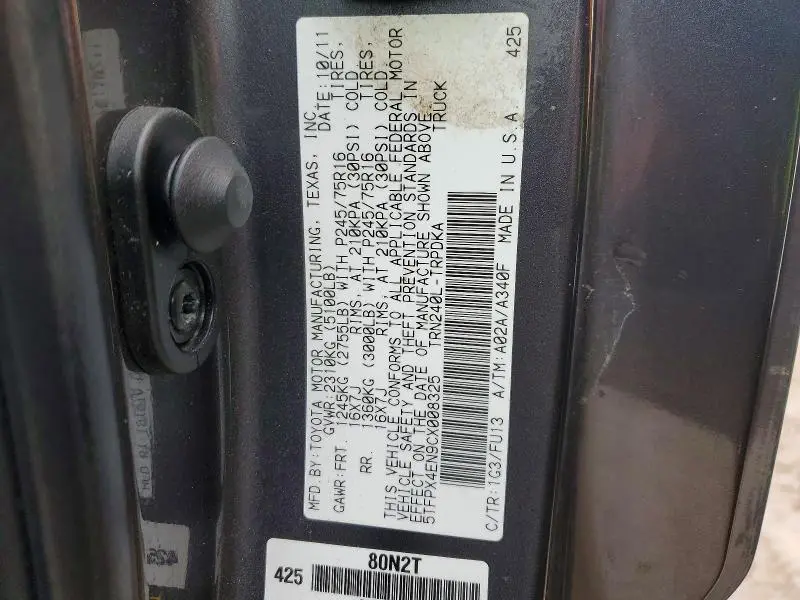 MFD.BY:TOYOTA MOTOR MANUFACTURING, TEXAS, INC. DATE:10/11
GVWR:2310KG (5100LB)
GAWR:FRT. 1245KG (2755LB) WITH P245/75R16 TIRES,
16X7J RIMS, AT 210KPA (30PSI) COLD.
RR. 1360KG (3000LB) WITH P245/75R16 TIRES,
16X7J RIMS, AT 210KPA (30PSI) COLD.
THIS VEHICLE CONFORMS TO ALL APPLICABLE FEDERAL MOTOR
VEHICLE SAFETY AND THEFT PREVENTION STANDARDS IN
EFFECT ON THE DATE OF MANUFACTURE SHOWN ABOVE.
5TFPX4EN9CX008325 TRN240L-TRPDKA TRUCK
C/TR:1G3/FU13 A/TM:A02A/A340F MADE IN U.S.A. 425
80N2T
425